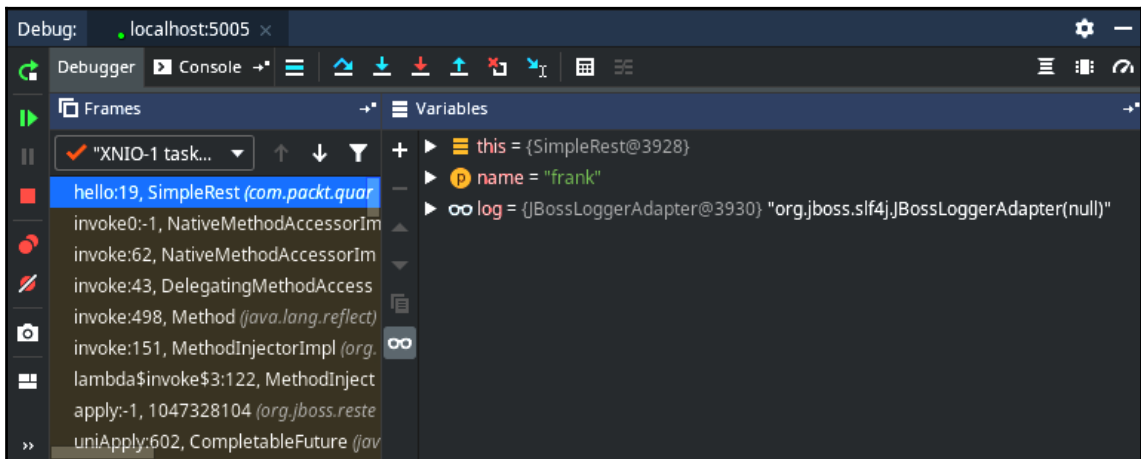 Debug: localhost:5005
Debugger Console
Frames
Variables
"XNIO-1 task...
hello:19, SimpleRest (com.packt.quar
invoke0:-1, NativeMethodAccessorIm
invoke:62, NativeMethodAccessorIm
invoke:43, DelegatingMethodAccess
invoke:498, Method (java.lang.reflect)
invoke:151, MethodInjectorImpl (org.
lambda$invoke$3:122, MethodInject
apply:-1, 1047328104 (org.jboss.reste
uniApply:602, CompletableFuture (jav
this = {SimpleRest@3928}
p name = "frank"
log = {JBossLoggerAdapter@3930} "org.jboss.slf4j.JBossLoggerAdapter(null)"